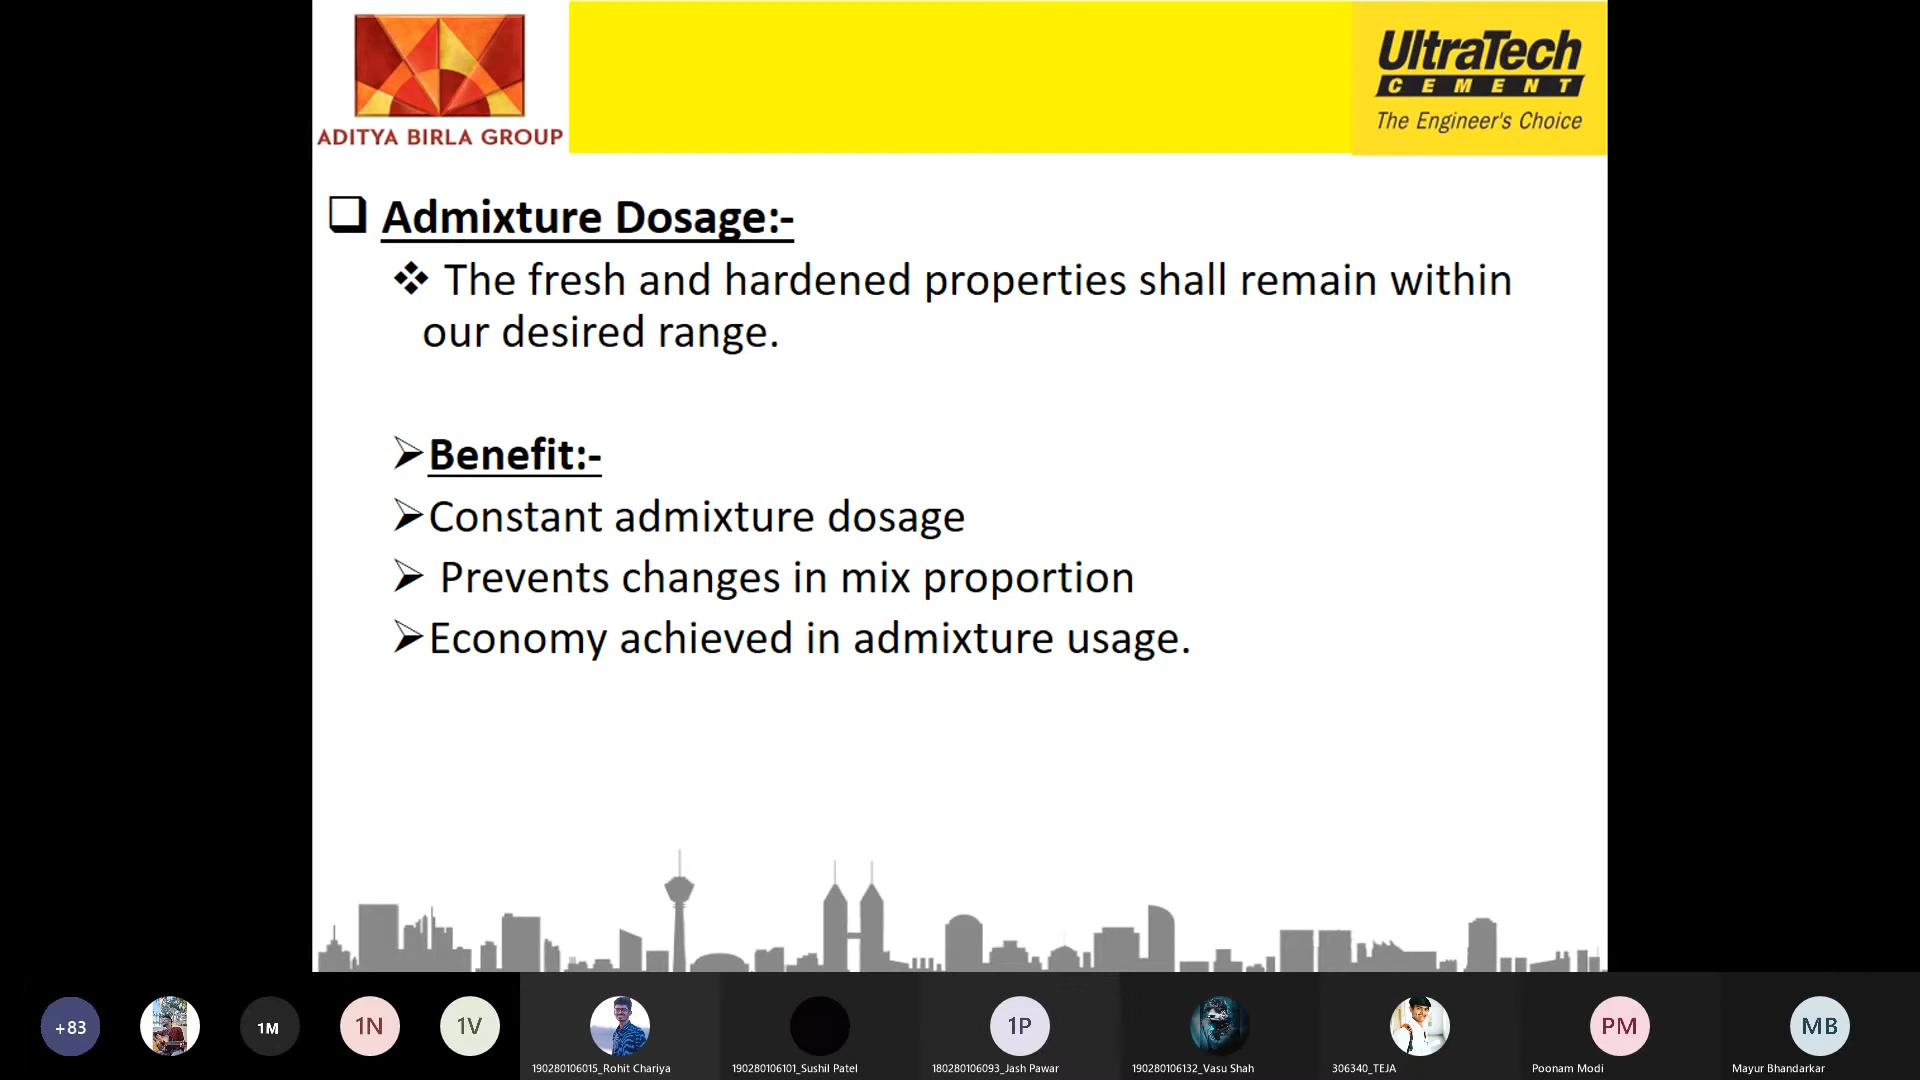 ADITYA BIRLA GROUP
UltraTech
CEMENT
The Engineer's Choice
Admixture Dosage:-
The fresh and hardened properties shall remain within
our desired range.
Benefit:-
Constant admixture dosage
Prevents changes in mix proportion
Economy achieved in admixture usage.
+83
1M
1N
1V
1P
PM
MB
190280106015_Rohit Chariya
190280106101_Sushil Patel
180280106093_Jash Pawar
190280106132_Vasu Shah
306340_TEJA
Poonam Modi
Mayur Bhandarkar